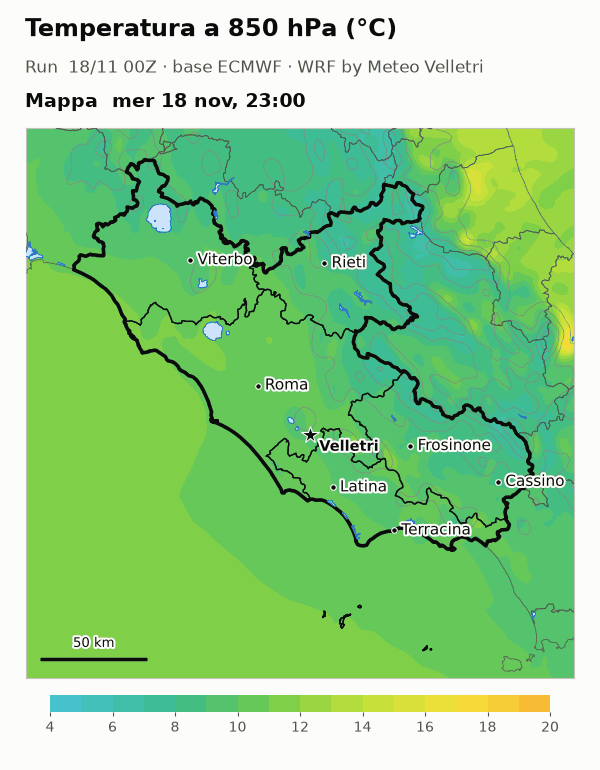 Temperatura a 850 hPa (°C)
Run  18/11 00Z · base ECMWF · WRF by Meteo Velletri
Mappa  mer 18 nov, 23:00
Viterbo
Rieti
Roma
Velletri
Frosinone
Cassino
Latina
Terracina
50 km
4 6 8 10 12 14 16 18 20